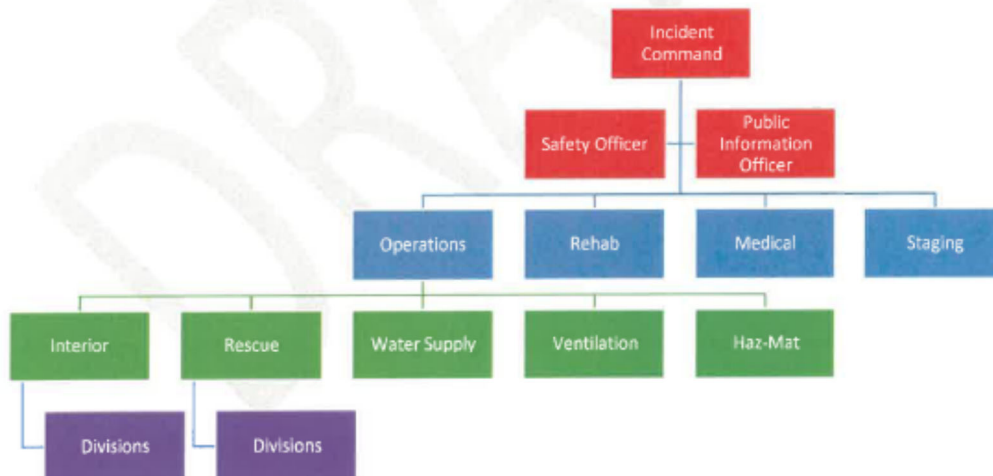 Incident
Command
Safety Officer
Public
Information
Officer
Operations
Rehab
Medical
Staging
Interior
Rescue
Water Supply
Ventilation
Haz-Mat
Divisions
Divisions